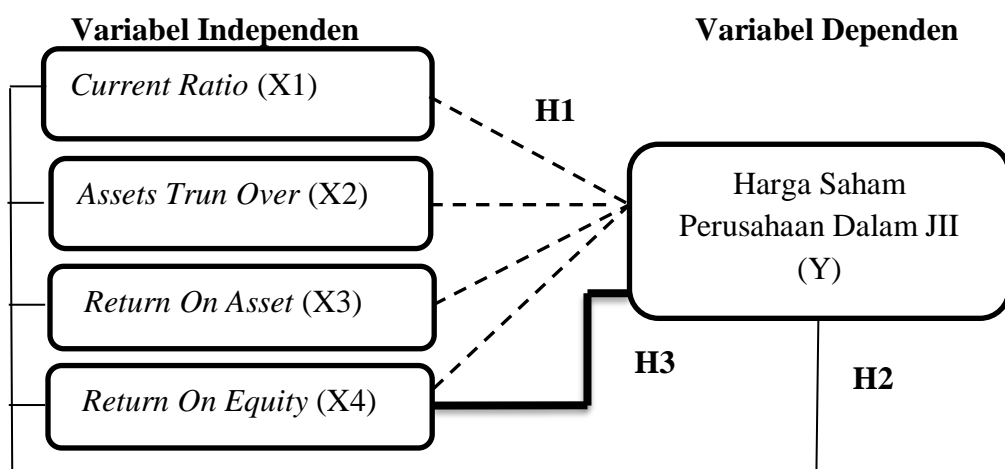 Variabel Independen
Variabel Dependen
Current Ratio (X1)
H1
Assets Trun Over (X2)
Harga Saham
Perusahaan Dalam JII
(Y)
Return On Asset (X3)
H3
H2
Return On Equity (X4)